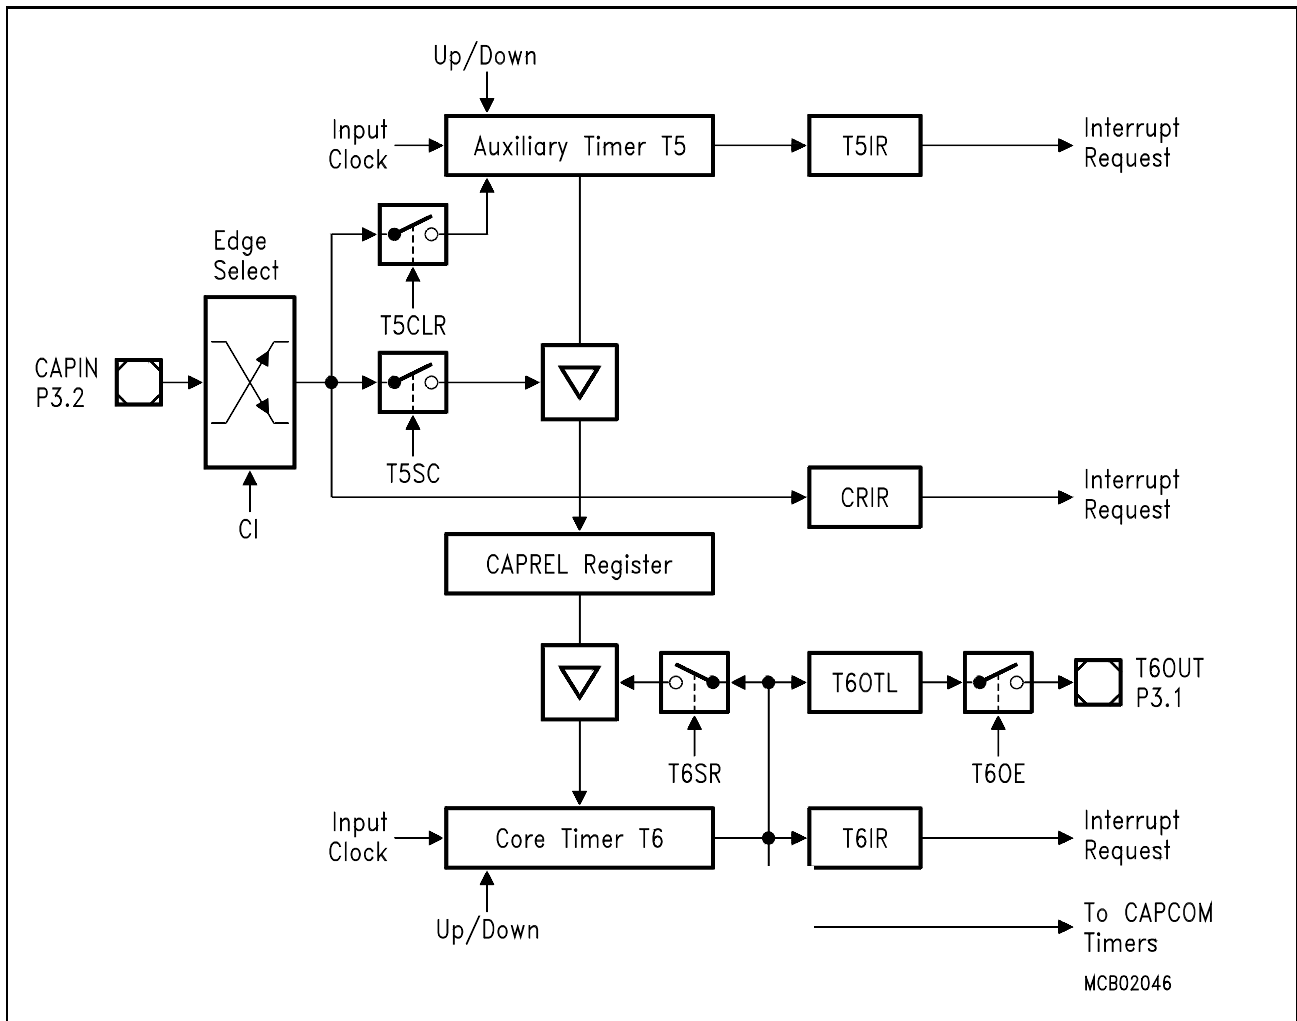 Up/Down
Input
Clock
Auxiliary Timer T5
T5IR
Interrupt
Request
Edge
Select
T5CLR
CAPIN
P3.2
T5SC
CI
CRIR
Interrupt
Request
CAPREL Register
T6OTL
T6OUT
P3.1
T6SR
T6OE
Input
Clock
Core Timer T6
T6IR
Interrupt
Request
Up/Down
To CAPCOM
Timers
MCB02046